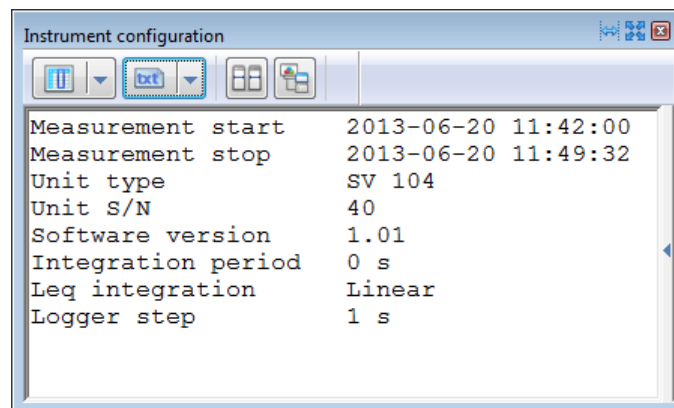 Instrument configuration
txt
Measurement start 2013-06-20 11:42:00
Measurement stop 2013-06-20 11:49:32
Unit type SV 104
Unit S/N 40
Software version 1.01
Integration period 0 s
Leq integration Linear
Logger step 1 s